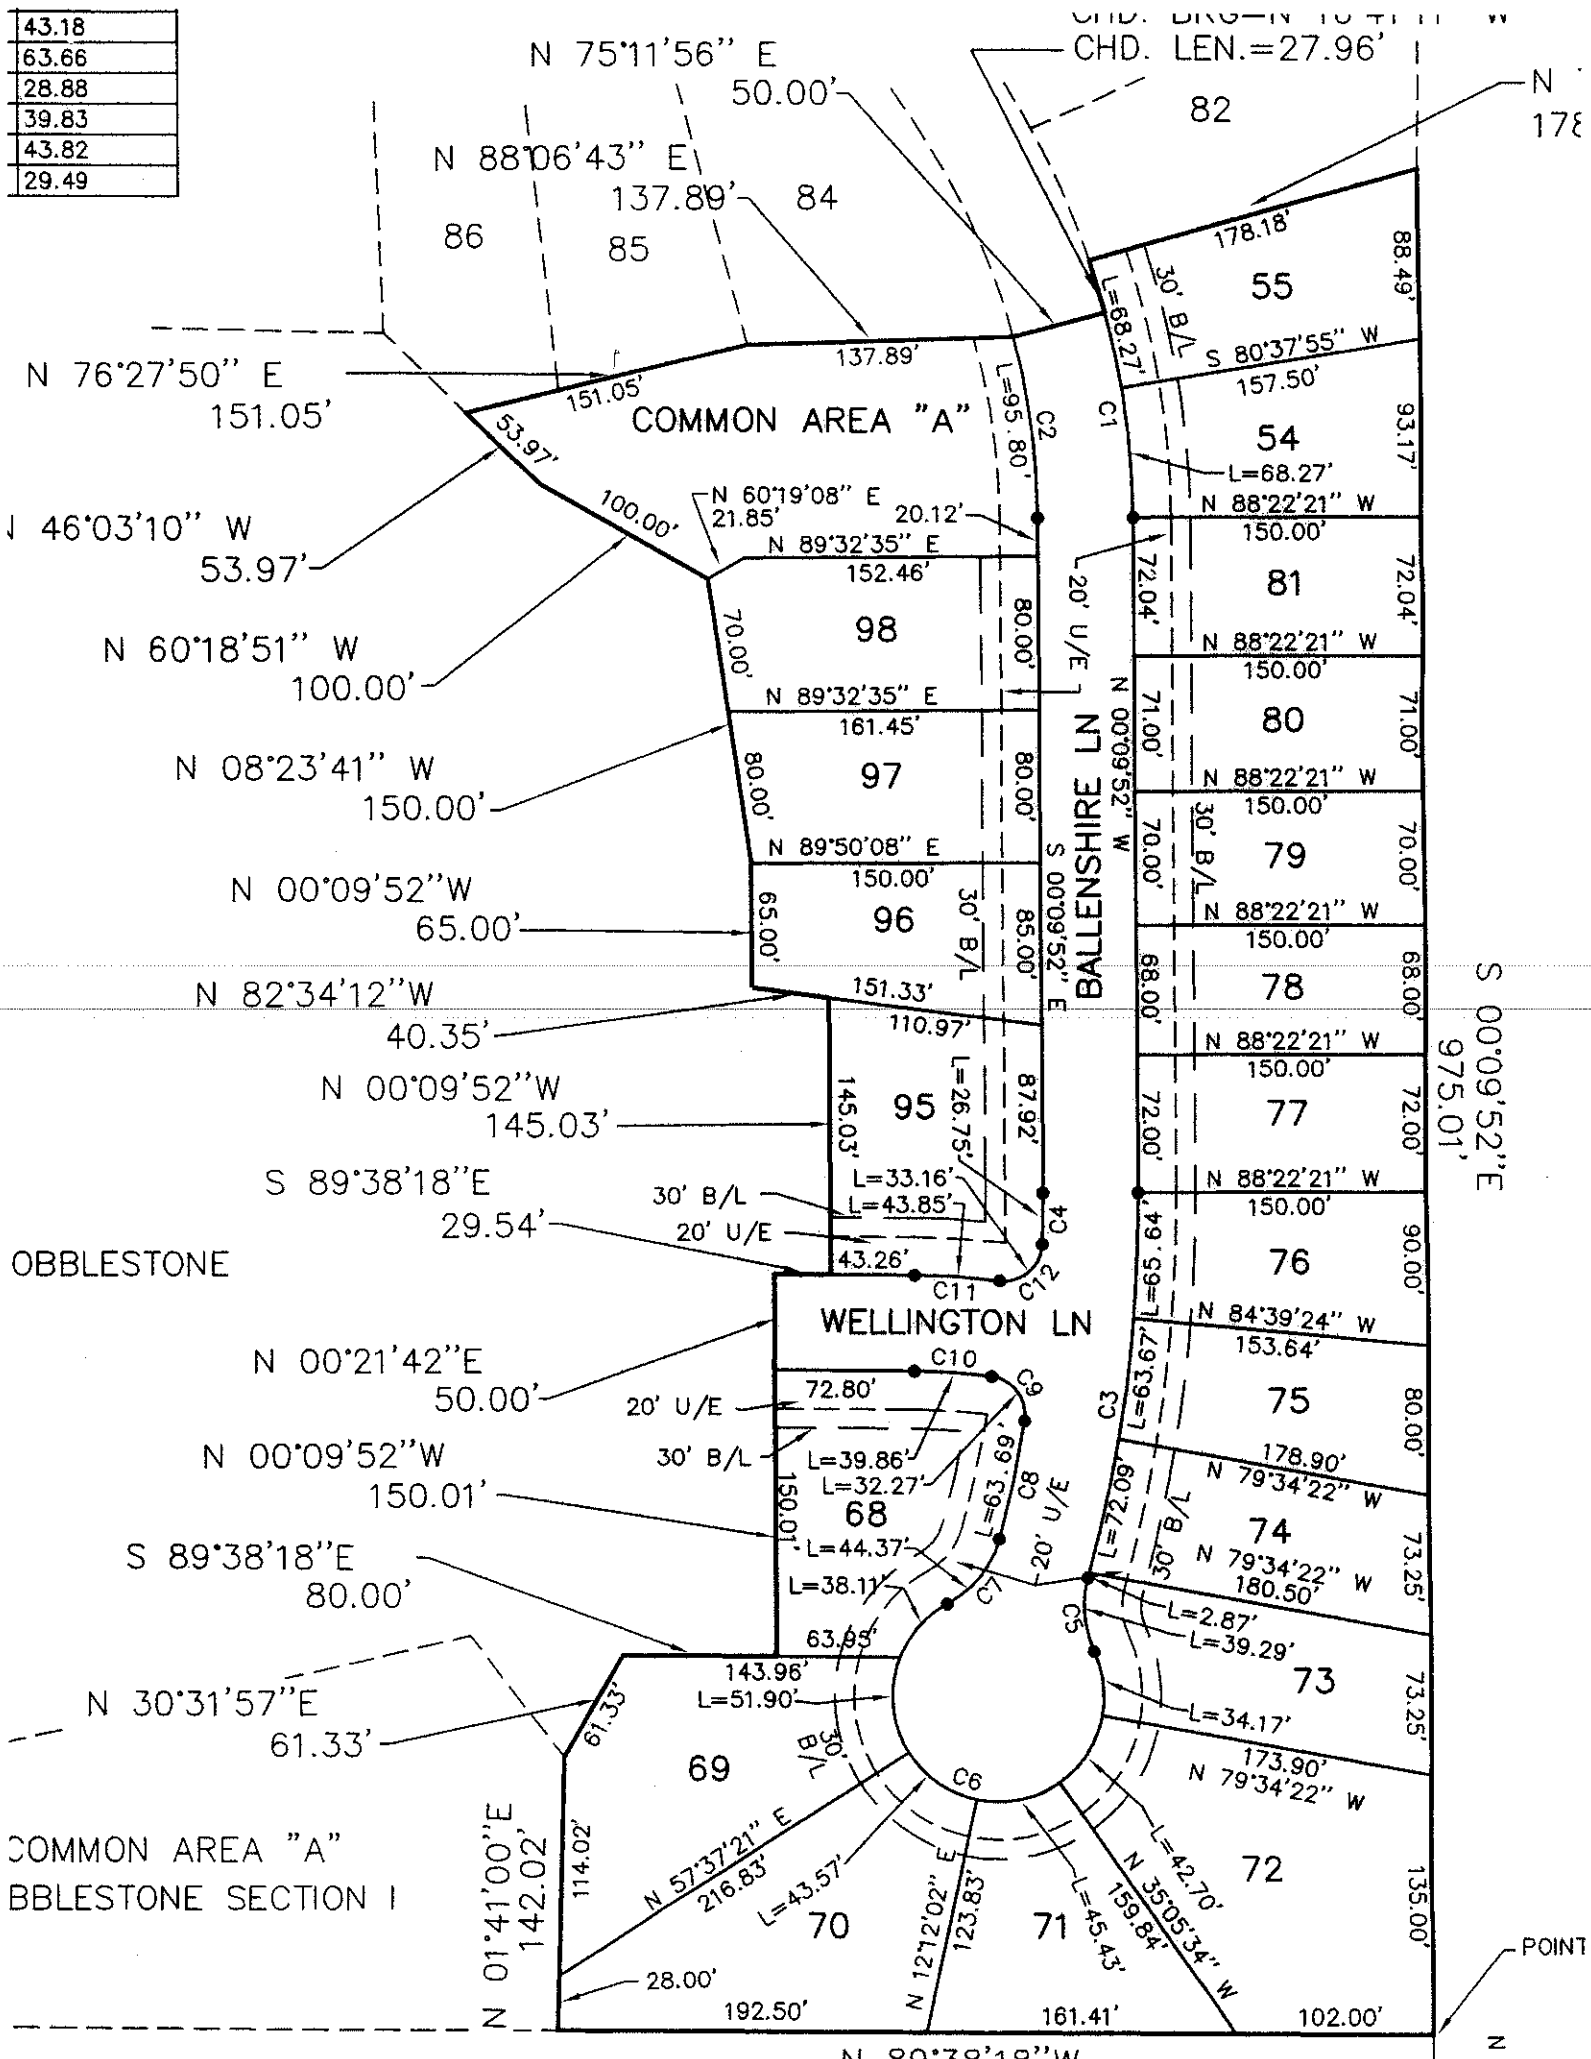 43.18
63.66
28.88
39.83
43.82
29.49
CHD. LEN.=27.96'
N 75°11'56" E
50.00'
N
178
82
N 88°06'43" E
137.89'
84
86
85
178.18'
88.49'
55
30' B/L
L=68.27'
S 80°37'55" W
157.50'
137.89'
N 76°27'50" E
151.05'
151.05'
COMMON AREA "A"
L=95.80'
C2
C1
54
93.17'
L=68.27'
53.97'
N 60°19'08" E
21.85'
20.12'
N 88°22'21" W
150.00'
100.00'
46°03'10" W
53.97'
N 89°32'35" E
152.46'
20' U/E
72.04'
81
72.04'
70.00'
98
80.00'
N 60°18'51" W
100.00'
N 88°22'21" W
150.00'
N 89°32'35" E
161.45'
N 00°09'52" W
71.00'
80
71.00'
N 08°23'41" W
150.00'
80.00'
97
80.00'
BALLENSHIRE LN
N 88°22'21" W
150.00'
N 89°50'08" E
150.00'
S 00°09'52" E
70.00'
30' B/L
79
70.00'
N 00°09'52"W
65.00'
65.00'
96
30' B/L
85.00'
N 88°22'21" W
150.00'
N 82°34'12"W
40.35'
151.33'
110.97'
68.00'
78
68.00'
S 00°09'52"E
975.01'
N 88°22'21" W
150.00'
N 00°09'52"W
145.03'
145.03'
95
L=26.75'
87.92'
72.00'
77
72.00'
S 89°38'18"E
29.54'
30' B/L
L=33.16'
L=43.85'
20' U/E
C4
N 88°22'21" W
150.00'
OBBLESTONE
43.26'
C11
C12
L=65.64'
76
90.00'
WELLINGTON LN
N 84°39'24" W
153.64'
N 00°21'42"E
50.00'
C10
C9
20' U/E
72.80'
L=63.67'
C3
75
80.00'
30' B/L
L=39.86'
L=32.27'
L=63.69'
C8
178.90'
N 79°34'22" W
N 00°09'52"W
150.01'
150.01'
68
20' U/E
L=72.09'
30' B/L
74
73.25'
N 79°34'22" W
180.50'
S 89°38'18"E
80.00'
L=44.37'
L=38.11'
C7
C5
L=2.87'
L=39.29'
63.95'
143.96'
L=51.90'
73
73.25'
N 30°31'57"E
61.33'
61.33'
L=34.17'
173.90'
N 79°34'22" W
30'
B/L
69
C6
COMMON AREA "A"
BBLESTONE SECTION I
N 01°41'00"E
142.02'
114.02'
N 57°37'21" E
216.83'
L=43.57'
70
N 12°12'02" E
123.83'
71
L=45.43'
L=42.70'
N 35°05'34" W
159.84'
72
135.00'
POINT
28.00'
192.50'
161.41'
102.00'
N 89°38'18"W
N